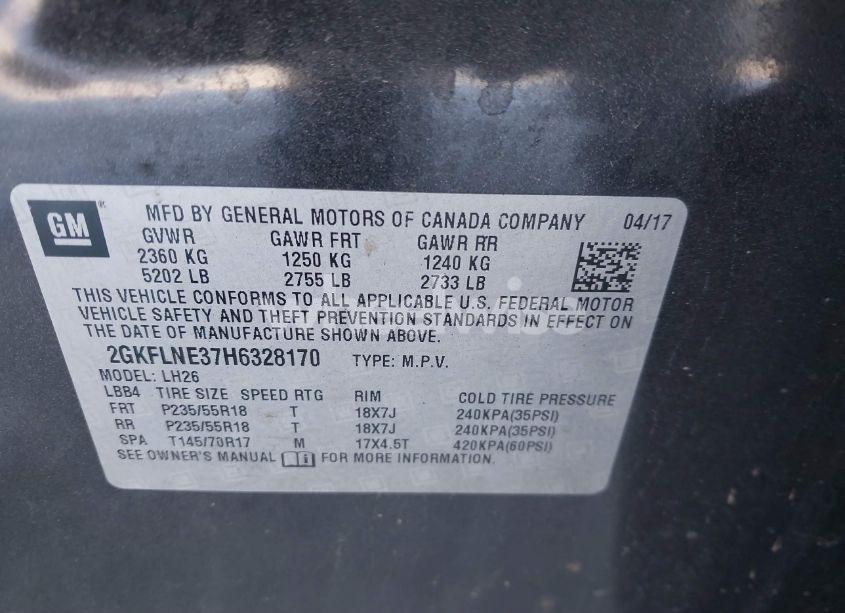 GM
MFD BY GENERAL MOTORS OF CANADA COMPANY 04/17
GVWR GAWR FRT GAWR RR
2360 KG 1250 KG 1240 KG
5202 LB 2755 LB 2733 LB
THIS VEHICLE CONFORMS TO ALL APPLICABLE U.S. FEDERAL MOTOR
VEHICLE SAFETY AND THEFT PREVENTION STANDARDS IN EFFECT ON
THE DATE OF MANUFACTURE SHOWN ABOVE.
2GKFLNE37H6328170 TYPE: M.P.V.
MODEL: LH26
LBB4 TIRE SIZE SPEED RTG RIM COLD TIRE PRESSURE
FRT P235/55R18 T 18X7J 240KPA(35PSI)
RR P235/55R18 T 18X7J 240KPA(35PSI)
SPA T145/70R17 M 17X4.5T 420KPA(60PSI)
SEE OWNER'S MANUAL FOR MORE INFORMATION.